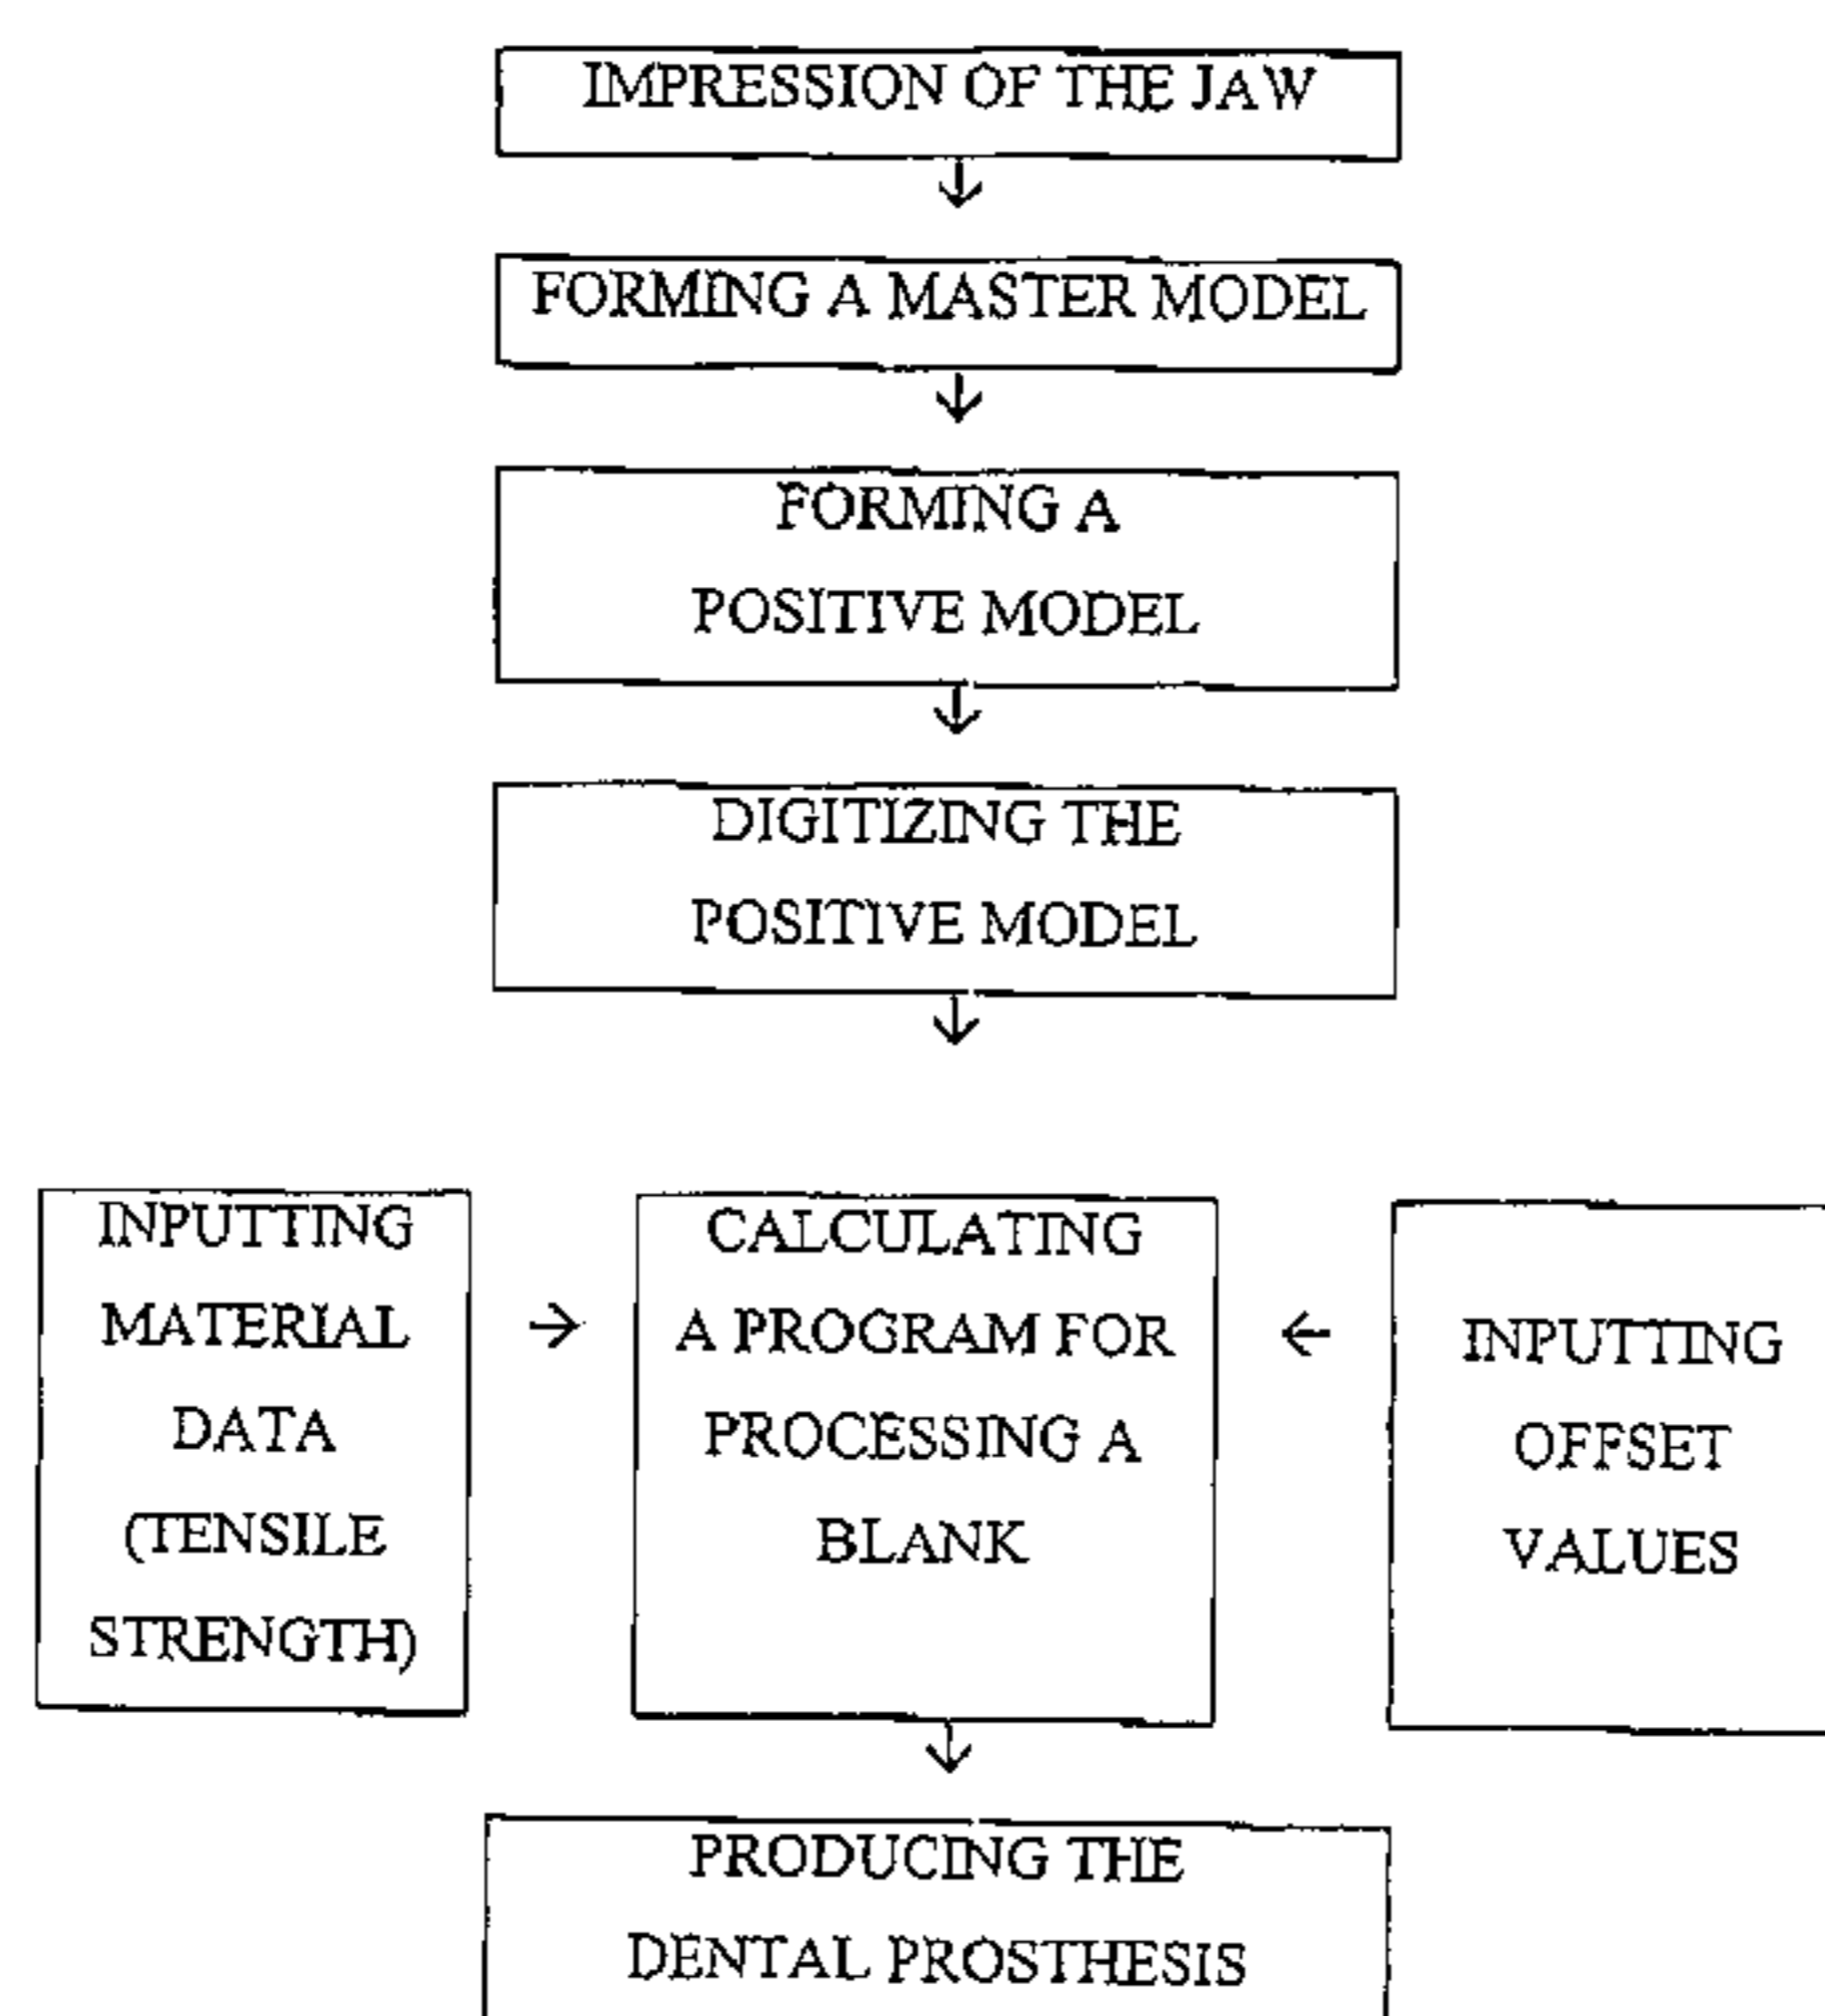 IMPRESSION OF THE JAW
FORMING A MASTER MODEL
FORMING A
POSITIVE MODEL
DIGITIZING THE
POSITIVE MODEL
INPUTTING
MATERIAL
DATA
(TENSILE
STRENGTH)
CALCULATING
A PROGRAM FOR
PROCESSING A
BLANK
INPUTTING
OFFSET
VALUES
PRODUCING THE
DENTAL PROSTHESIS